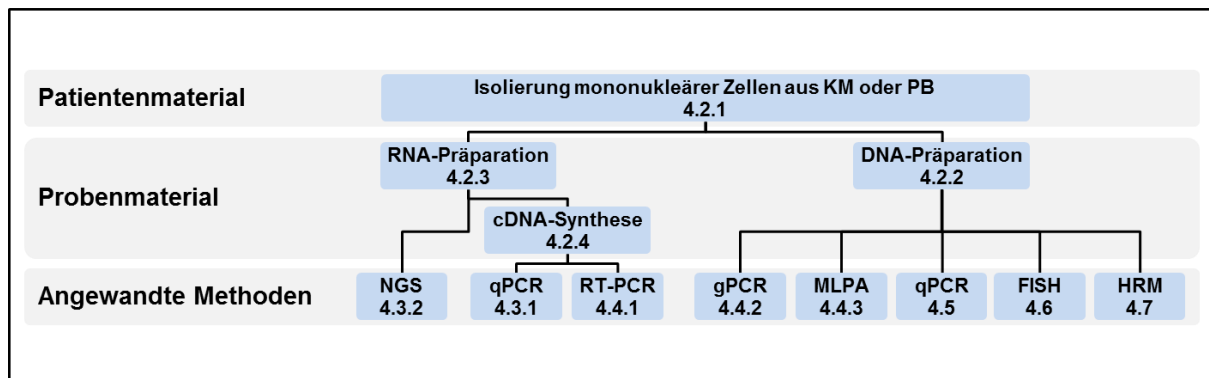 Patientenmaterial
Isolierung mononukleärer Zellen aus KM oder PB
4.2.1
Probenmaterial
RNA-Präparation
4.2.3
DNA-Präparation
4.2.2
cDNA-Synthese
4.2.4
Angewandte Methoden
NGS
4.3.2
qPCR
4.3.1
RT-PCR
4.4.1
gPCR
4.4.2
MLPA
4.4.3
qPCR
4.5
FISH
4.6
HRM
4.7